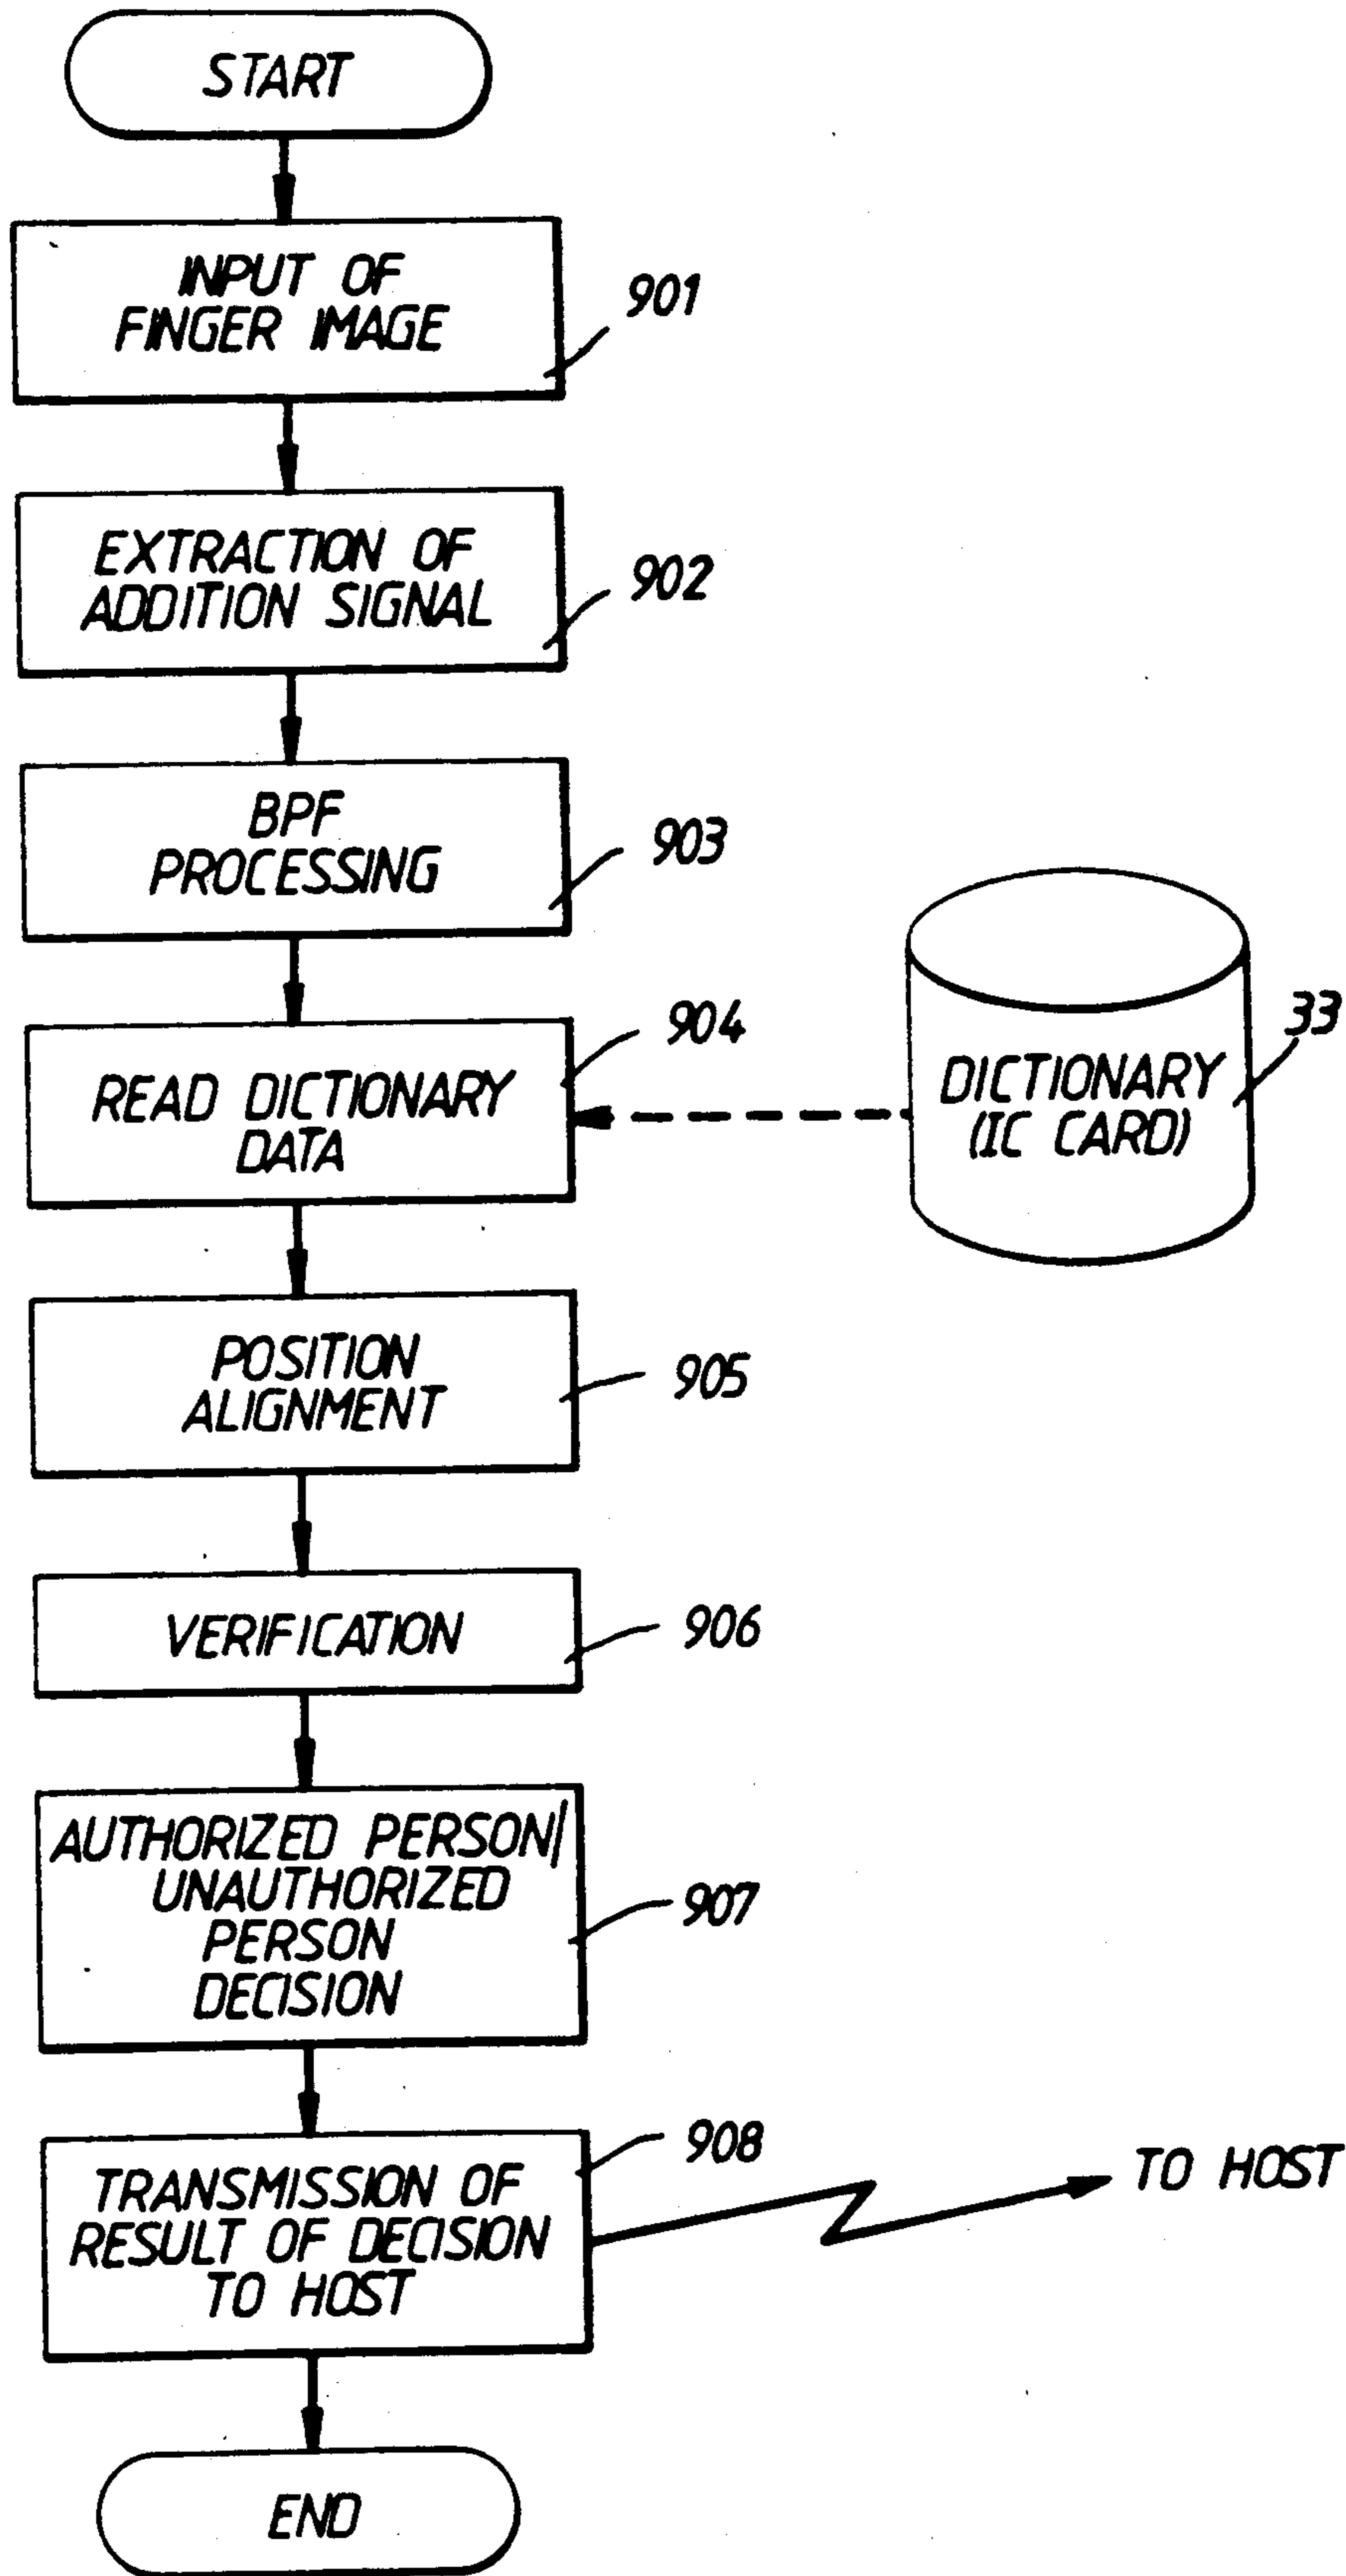 START
INPUT OF
FINGER IMAGE
901
EXTRACTION OF
ADDITION SIGNAL
902
BPF
PROCESSING
903
READ DICTIONARY
DATA
904
DICTIONARY
(IC CARD)
33
POSITION
ALIGNMENT
905
VERIFICATION
906
AUTHORIZED PERSON/
UNAUTHORIZED
PERSON
DECISION
907
TRANSMISSION OF
RESULT OF DECISION
TO HOST
908
TO HOST
END